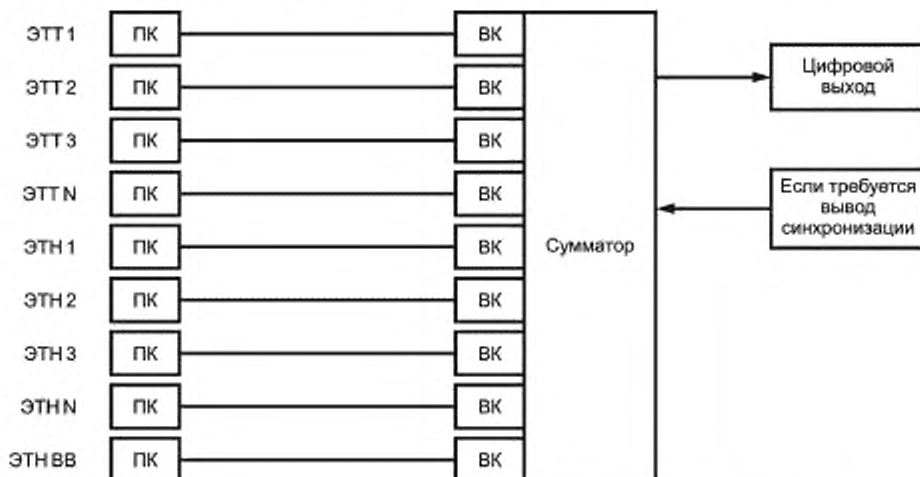 ЭТТ 1 ПК ВК
ЭТТ 2 ПК ВК
ЭТТ 3 ПК ВК
ЭТТ N ПК ВК
ЭТН 1 ПК ВК
ЭТН 2 ПК ВК
ЭТН 3 ПК ВК
ЭТН N ПК ВК
ЭТН ВВ ПК ВК
Сумматор
Цифровой
выход
Если требуется
вывод
синхронизации